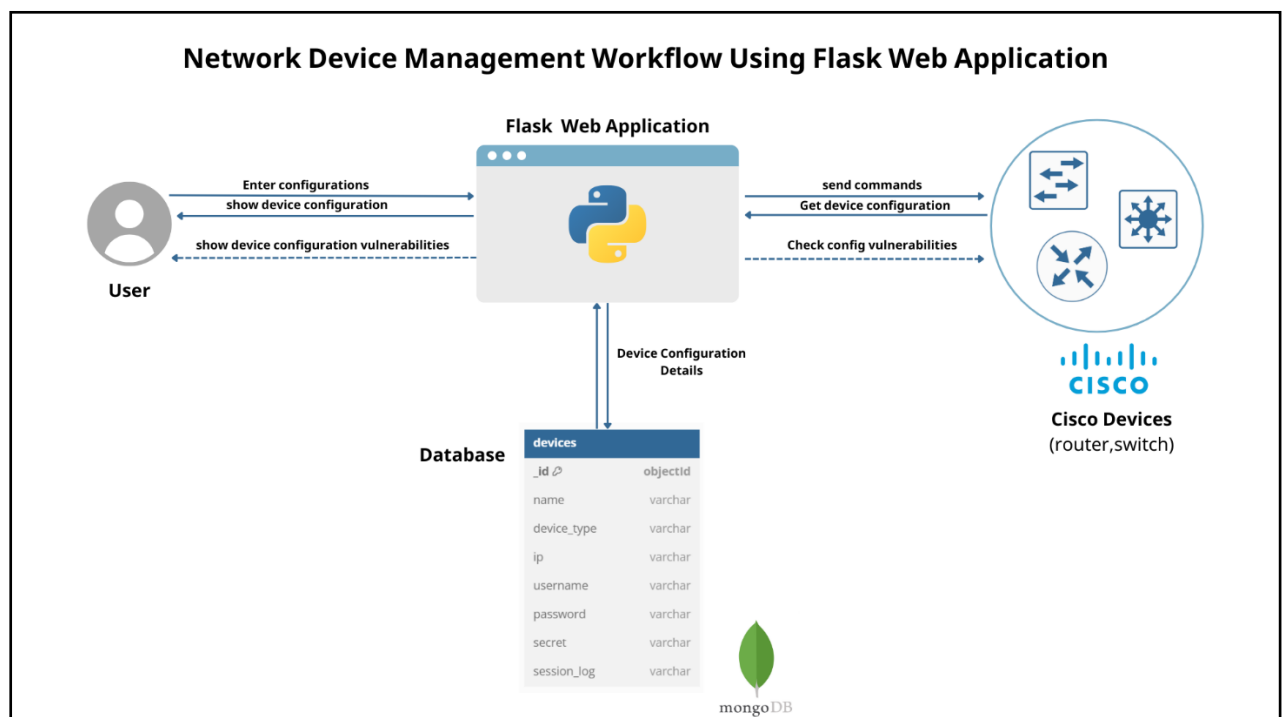 Network Device Management Workflow Using Flask Web Application
Flask  Web Application
Enter configurations
show device configuration
show device configuration vulnerabilities
User
send commands
Get device configuration
Check config vulnerabilities
CISCO
Cisco Devices
(router,switch)
Device Configuration
Details
Database
devices
_id objectId
name varchar
device_type varchar
ip varchar
username varchar
password varchar
secret varchar
session_log varchar
mongoDB